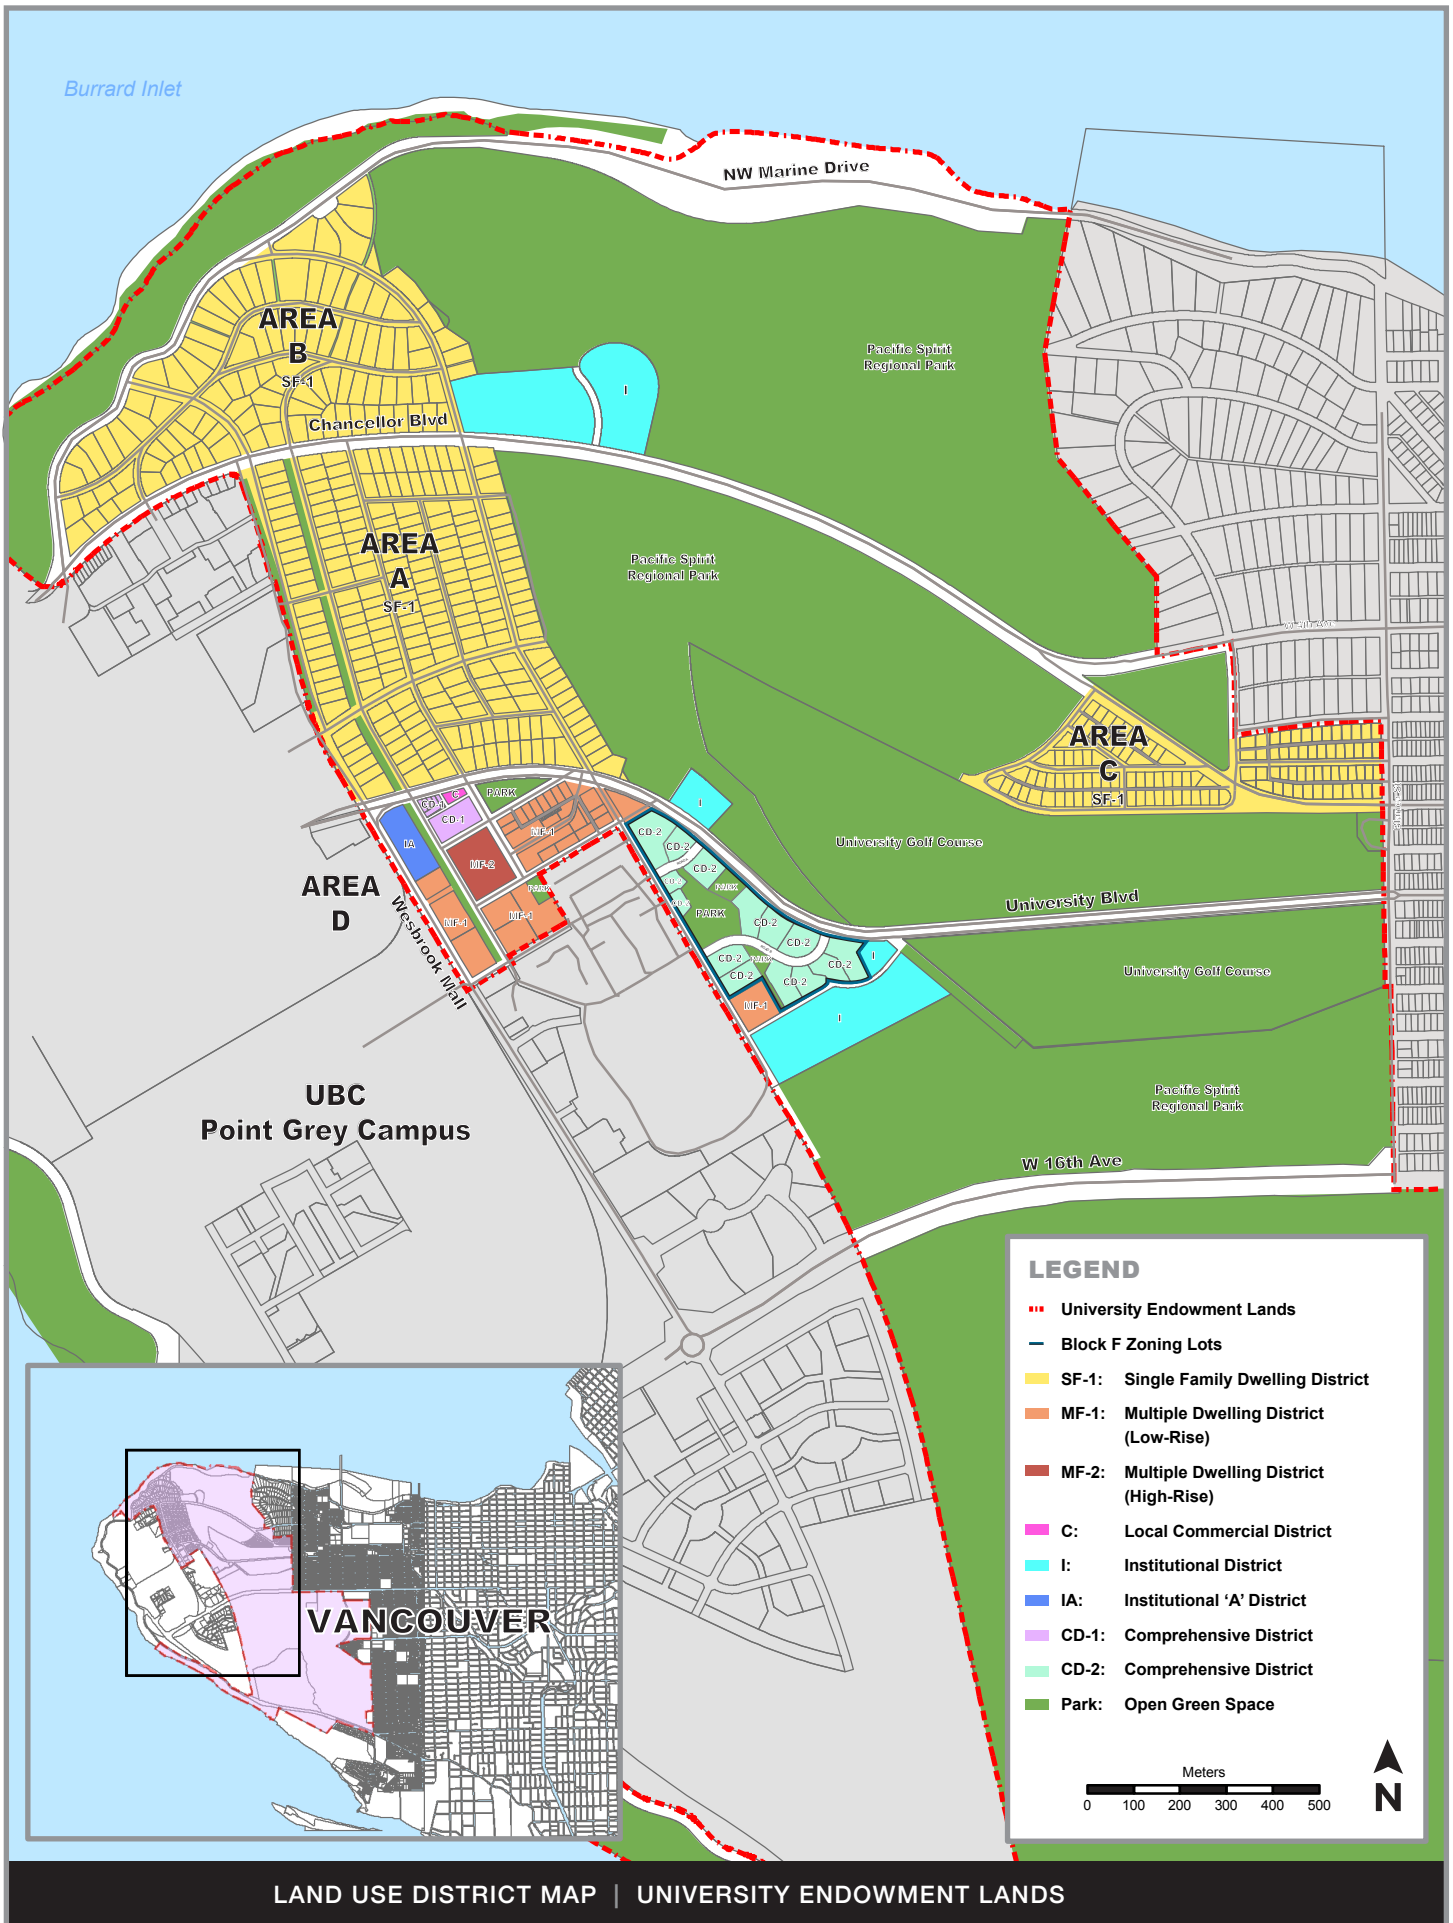 Burrard Inlet
NW Marine Drive
AREA
B
SF-1
Pacific Spirit
Regional Park
I
Chancellor Blvd
AREA
A
SF-1
Pacific Spirit
Regional Park
W 4th Ave
AREA
C
SF-1
PARK
C
CD-1
CD-1
I
MF-1
CD-2
CD-2
IA
MF-2
CD-2
University Golf Course
CD-2
PARK
PARK
AREA
D
University Blvd
CD-2
PARK
MF-1
MF-1
CD-2
CD-2
Wesbrook Mall
I
CD-2
PARK
CD-2
CD-2
CD-2
University Golf Course
MF-1
I
UBC
Point Grey Campus
Pacific Spirit
Regional Park
W 16th Ave
LEGEND
University Endowment Lands
Block F Zoning Lots
SF-1: Single Family Dwelling District
MF-1: Multiple Dwelling District
(Low-Rise)
MF-2: Multiple Dwelling District
(High-Rise)
C: Local Commercial District
I: Institutional District
IA: Institutional ‘A’ District
CD-1: Comprehensive District
CD-2: Comprehensive District
Park: Open Green Space
VANCOUVER
Meters
0 100 200 300 400 500
N
LAND USE DISTRICT MAP | UNIVERSITY ENDOWMENT LANDS